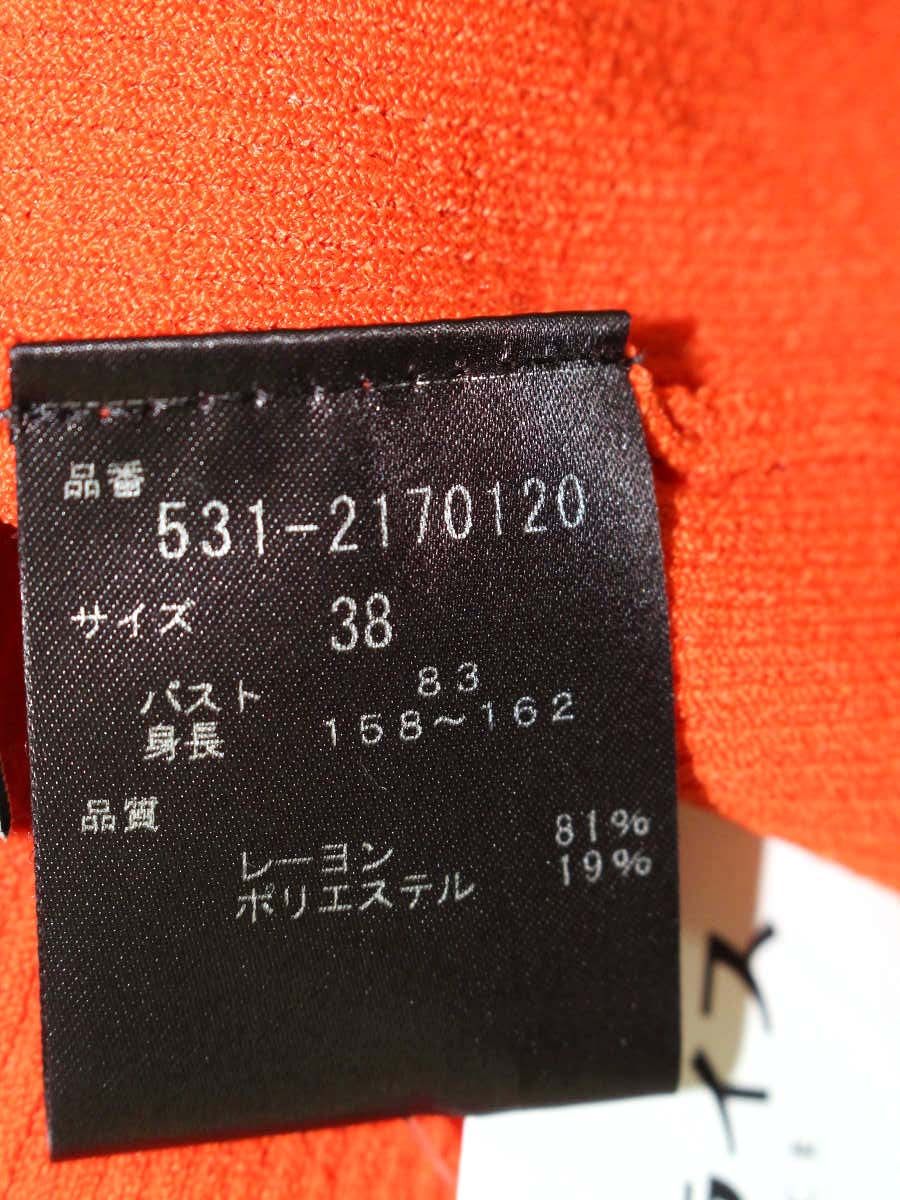 品番
531-2170120
サイズ 38
バスト 83
身長 158~162
品質
レーヨン 81%
ポリエステル 19%